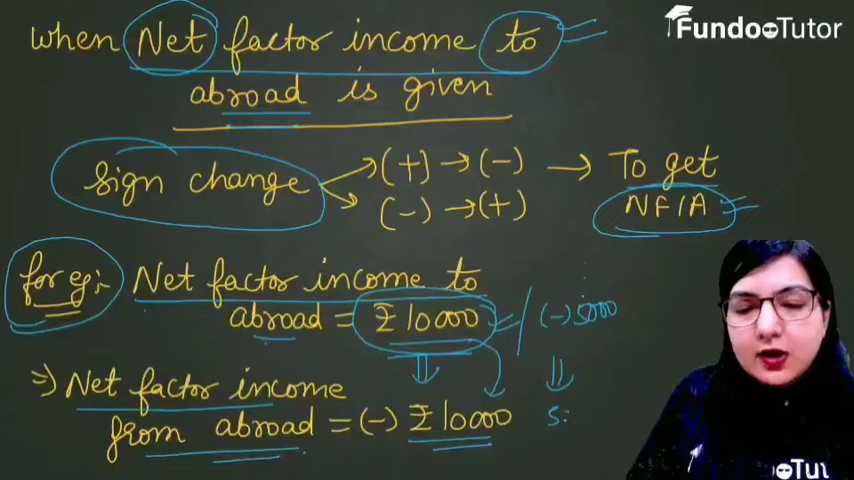 FundooTutor
when Net factor income to
abroad is given
Sign change (+) → (-) → To get
(-) → (+) NFIA
for eg:- Net factor income to
abroad = ₹10000 / (-) 5000
⇒ Net factor income
from abroad = (-) ₹10000
ooTu